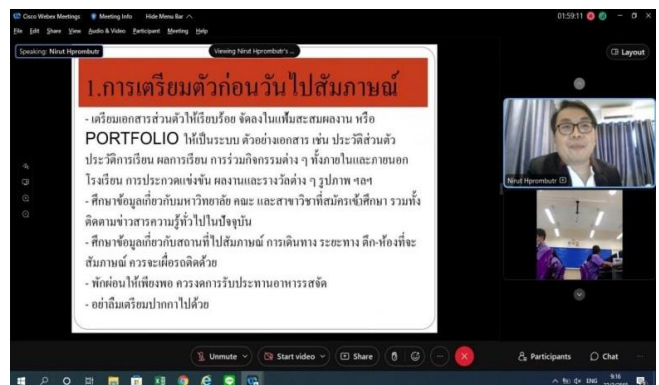 Cisco Webex Meetings Meeting Info Hide Menu Bar 01:59:11
File Edit Share View Audio & Video Participant Meeting Help
Speaking: Nirut Hprombutr
Viewing Nirut Hprombutr's ...
Layout
1.การเตรียมตัวก่อนวันไปสัมภาษณ์
- เตรียมเอกสารส่วนตัวให้เรียบร้อย จัดลงในแฟ้มสะสมผลงาน หรือ
PORTFOLIO ให้เป็นระบบ ตัวอย่างเอกสาร เช่น ประวัติส่วนตัว
ประวัติการเรียน ผลการเรียน การร่วมกิจกรรมต่าง ๆ ทั้งภายในและภายนอก
โรงเรียน การประกวดแข่งขัน ผลงานและรางวัลต่าง ๆ รูปภาพ ฯลฯ
- ศึกษาข้อมูลเกี่ยวกับมหาวิทยาลัย คณะ และสาขาวิชาที่สมัครเข้าศึกษา รวมทั้ง
ติดตามข่าวสารความรู้ทั่วไปในปัจจุบัน
- ศึกษาข้อมูลเกี่ยวกับสถานที่ไปสัมภาษณ์ การเดินทาง ระยะทาง ตึก-ห้องที่จะ
สัมภาษณ์ ควรจะเผื่อรถติดด้วย
- พักผ่อนให้เพียงพอ ควรงดการรับประทานอาหารรสจัด
- อย่าลืมเตรียมปากกาไปด้วย
Nirut Hprombutr
Unmute Start video Share Participants Chat
ENG 9:16